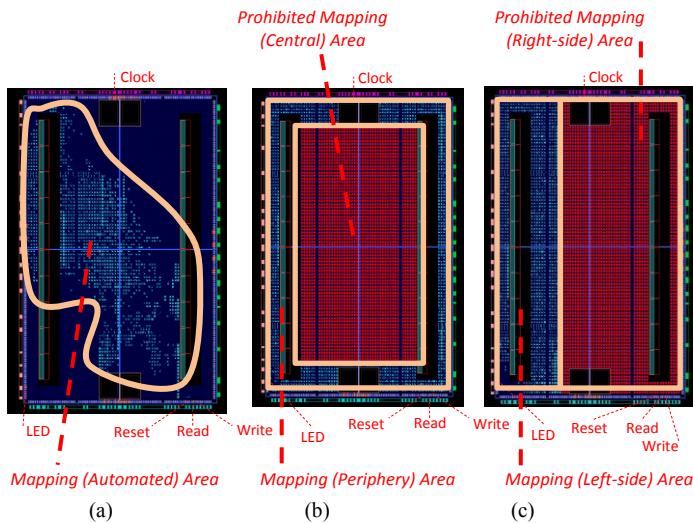 Prohibited Mapping
(Central) Area
Prohibited Mapping
(Right-side) Area
Clock
Clock
Clock
LED
Reset
Read
Write
LED
Reset
Read
Write
LED
Reset
Read
Write
Mapping (Automated) Area
Mapping (Periphery) Area
Mapping (Left-side) Area
(a)
(b)
(c)